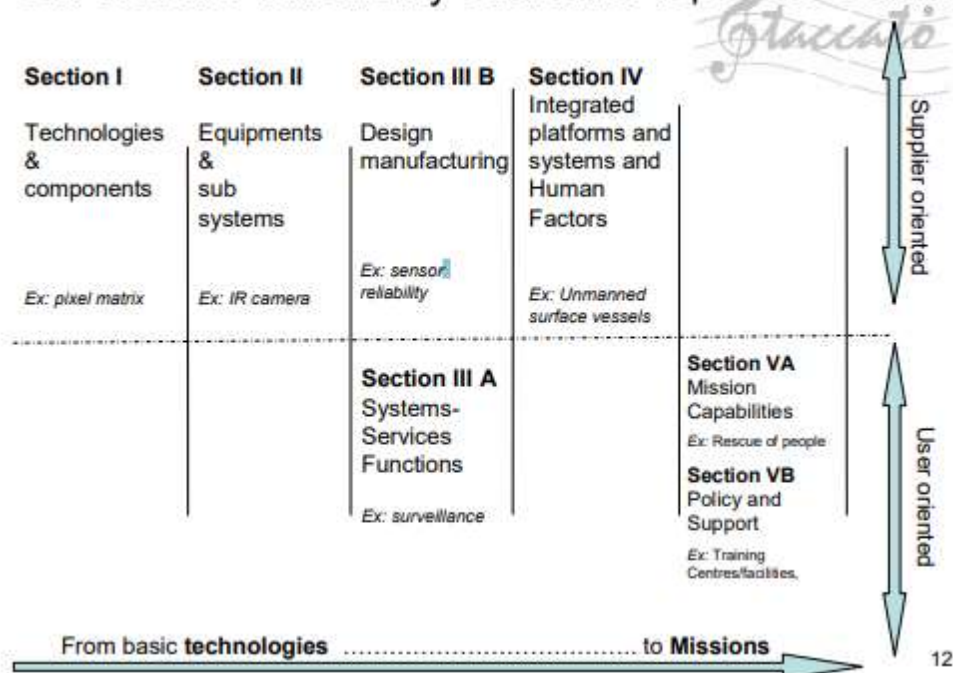 Staccato
Section I
Technologies
&
components
Ex: pixel matrix
Section II
Equipments
&
sub
systems
Ex: IR camera
Section III B
Design
manufacturing
Ex: sensor
reliability
Section IV
Integrated
platforms and
systems and
Human
Factors
Ex: Unmanned
surface vessels
Supplier oriented
Section III A
Systems-
Services
Functions
Ex: surveillance
Section VA
Mission
Capabilities
Ex: Rescue of people
Section VB
Policy and
Support
Ex: Training
Centres/facilities,
User oriented
From basic technologies ................................... to Missions
12